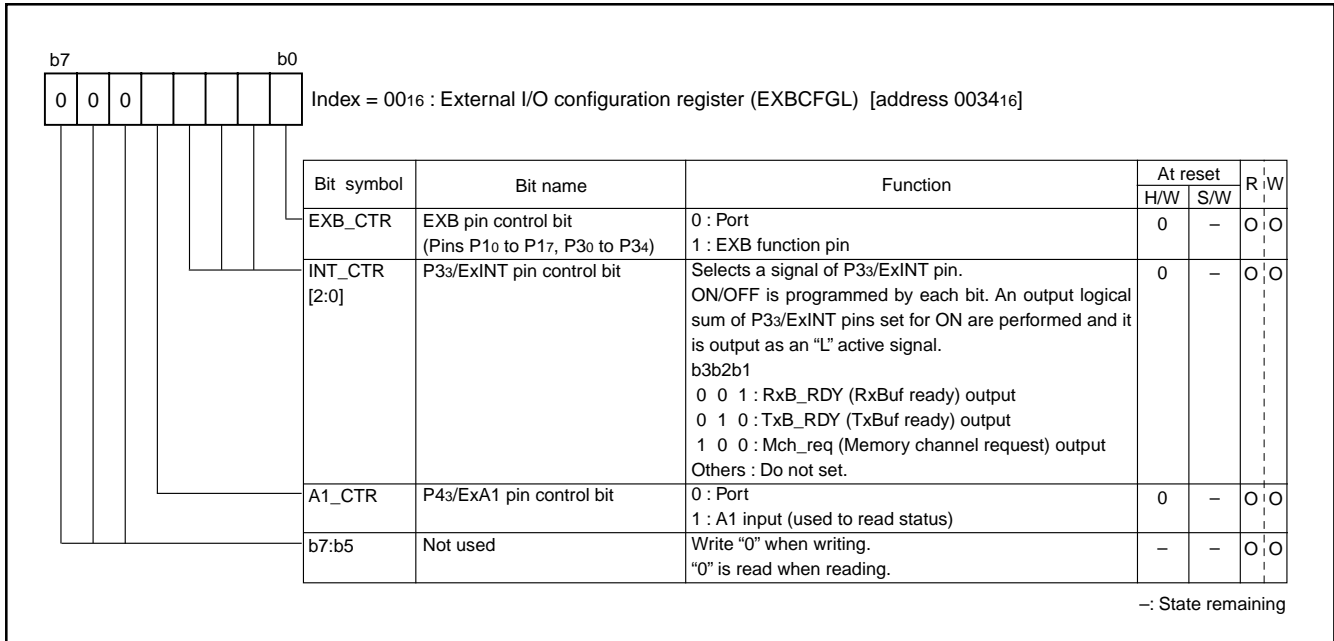 b7 b0
0 0 0 Index = 0016 : External I/O configuration register (EXBCFGL) [address 003416]
Bit symbol Bit name Function At reset R W
H/W S/W
EXB_CTR EXB pin control bit 0 : Port 0 – O O
(Pins P10 to P17, P30 to P34) 1 : EXB function pin
INT_CTR P33/ExINT pin control bit Selects a signal of P33/ExINT pin. 0 – O O
[2:0] ON/OFF is programmed by each bit. An output logical
sum of P33/ExINT pins set for ON are performed and it
is output as an “L” active signal.
b3b2b1
0 0 1 : RxB_RDY (RxBuf ready) output
0 1 0 : TxB_RDY (TxBuf ready) output
1 0 0 : Mch_req (Memory channel request) output
Others : Do not set.
A1_CTR P43/ExA1 pin control bit 0 : Port 0 – O O
1 : A1 input (used to read status)
b7:b5 Not used Write “0” when writing. – – O O
“0” is read when reading.
–: State remaining